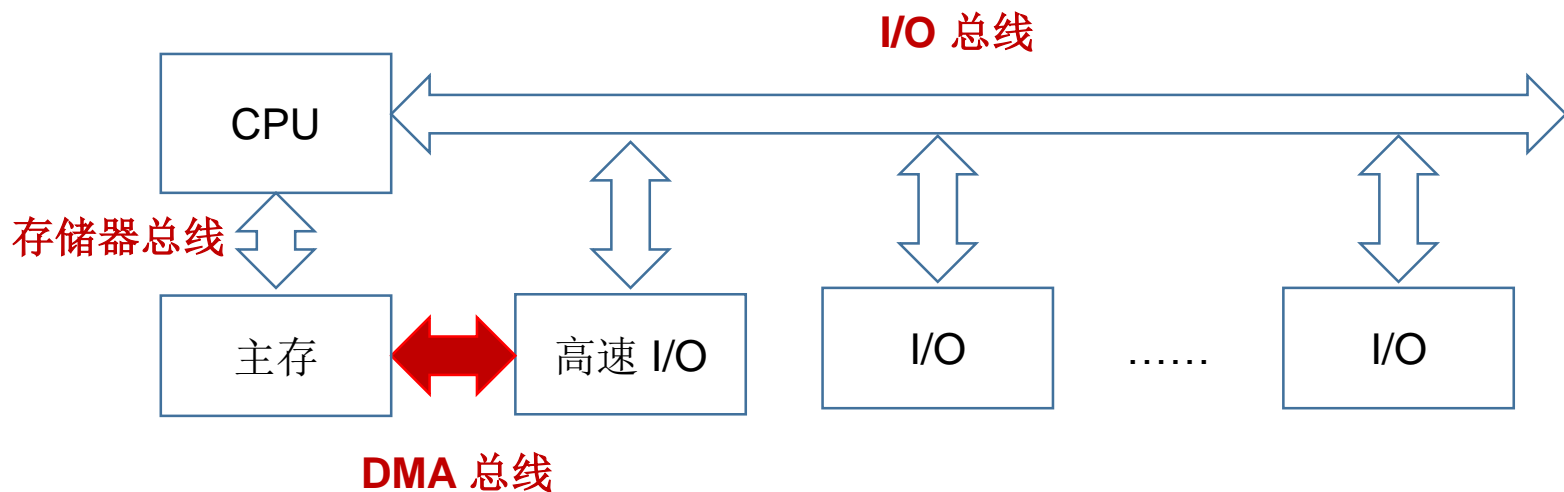 I/O 总线
CPU
存储器总线
主存
高速 I/O
I/O
……
I/O
DMA 总线